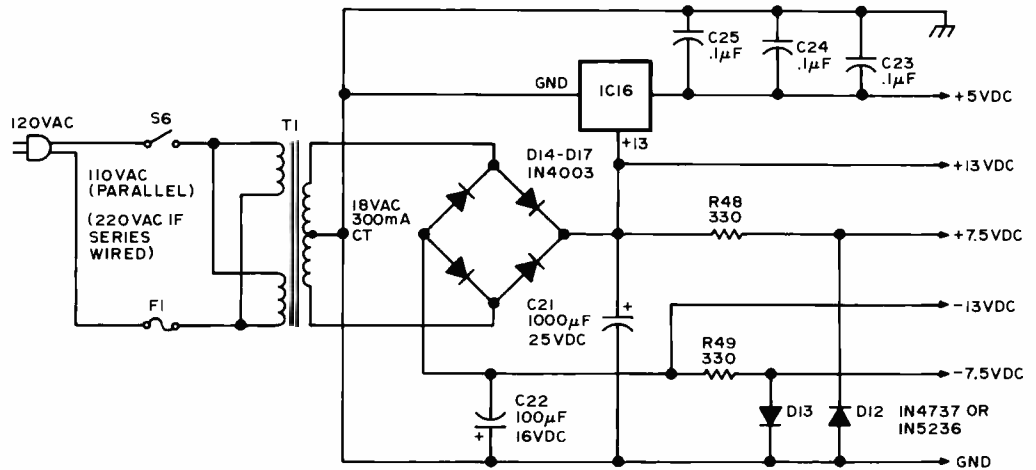 120VAC
S6
T1
110VAC
(PARALLEL)
(220VAC IF
SERIES
WIRED)
F1
18VAC
300mA
CT
GND
IC16
+13
C25
.1µF
C24
.1µF
C23
.1µF
+5VDC
D14-D17
1N4003
+13VDC
R48
330
+7.5VDC
C21
1000µF
25VDC
+
-13VDC
R49
330
-7.5VDC
C22
100µF
16VDC
+
D13
D12
1N4737 OR
1N5236
GND